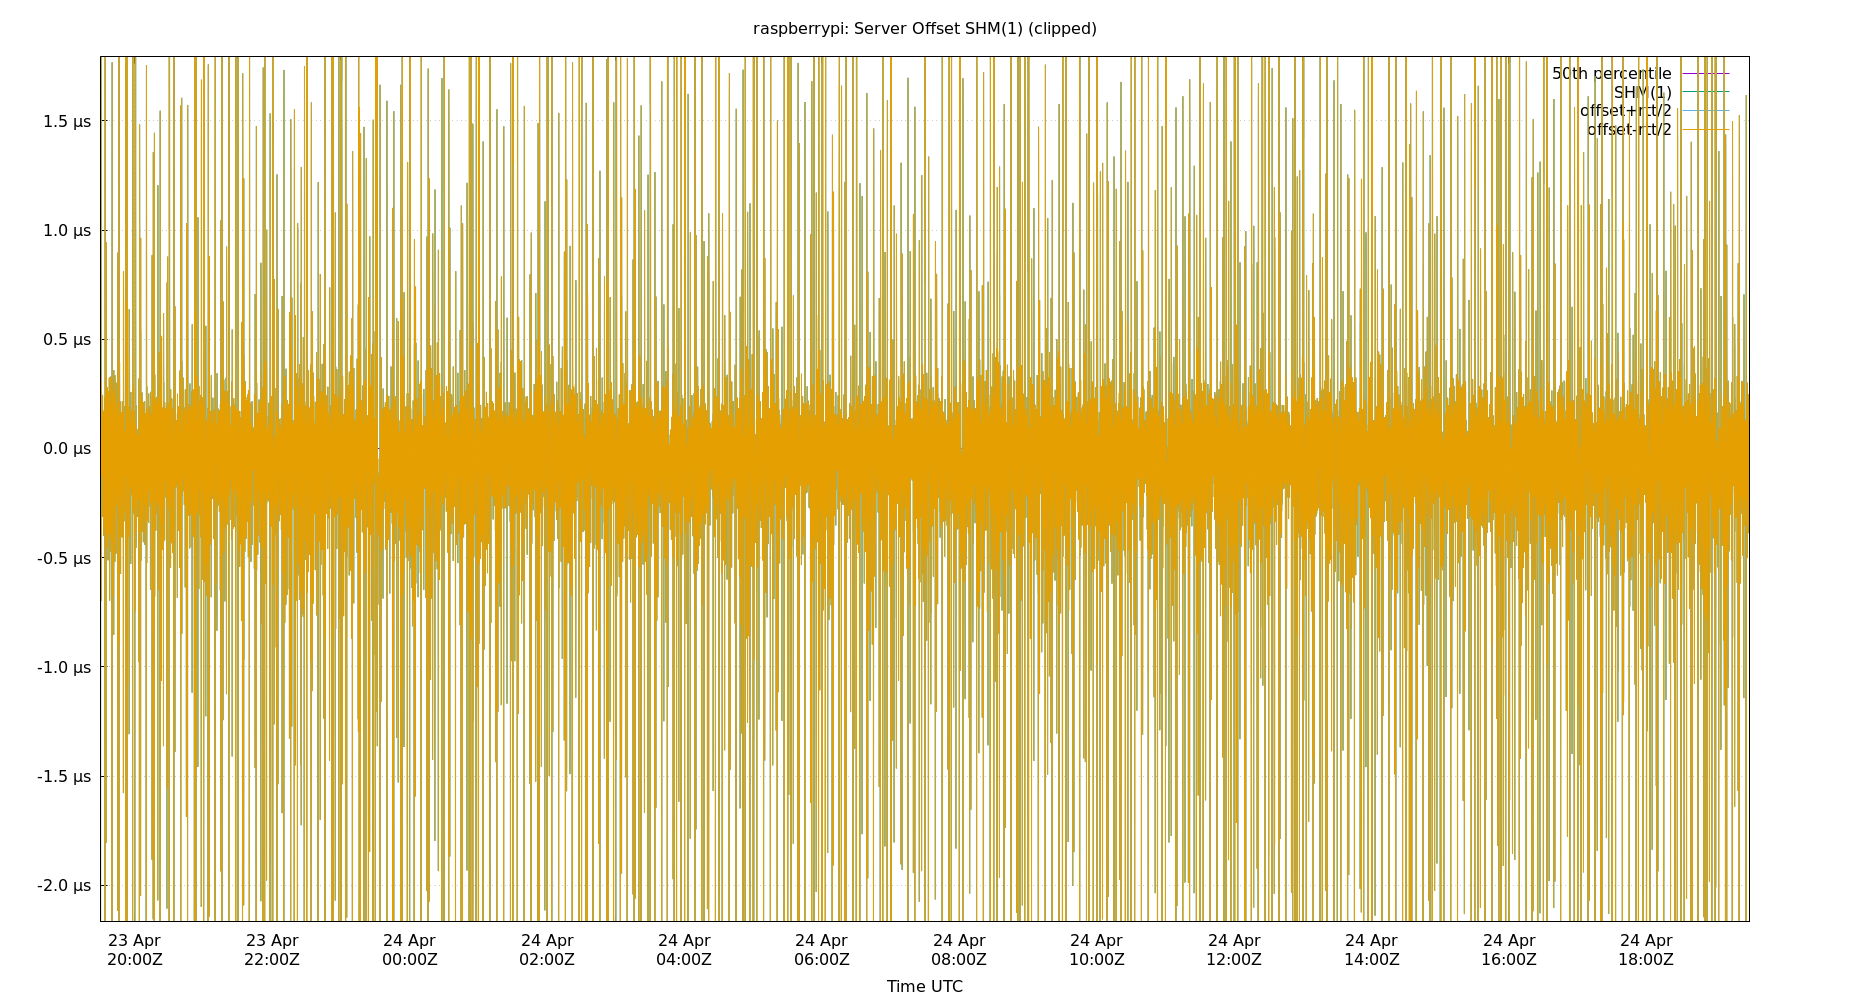 raspberrypi: Server Offset SHM(1) (clipped)
50th percentile
SHM(1)
offset+rtt/2
offset-rtt/2
1.5 µs
1.0 µs
0.5 µs
0.0 µs
-0.5 µs
-1.0 µs
-1.5 µs
-2.0 µs
23 Apr 23 Apr 24 Apr 24 Apr 24 Apr 24 Apr 24 Apr 24 Apr 24 Apr 24 Apr 24 Apr 24 Apr
20:00Z 22:00Z 00:00Z 02:00Z 04:00Z 06:00Z 08:00Z 10:00Z 12:00Z 14:00Z 16:00Z 18:00Z
Time UTC